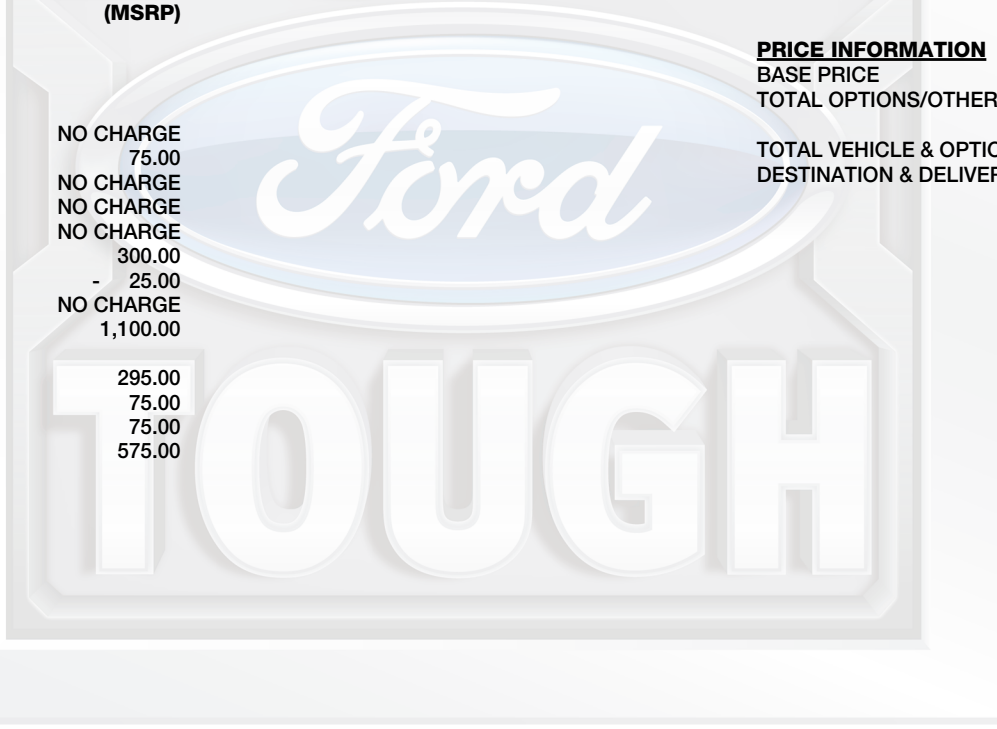 (MSRP)
NO CHARGE
75.00
NO CHARGE
NO CHARGE
NO CHARGE
300.00
- 25.00
NO CHARGE
1,100.00
295.00
75.00
75.00
575.00
PRICE INFORMATION
BASE PRICE
TOTAL OPTIONS/OTHER
TOTAL VEHICLE & OPTIO
DESTINATION & DELIVER
Ford
TOUGH